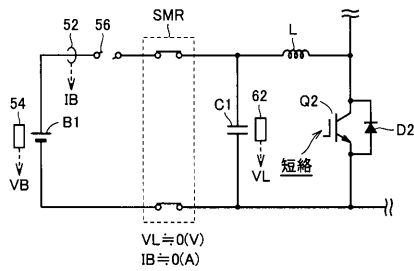 52
56
SMR
L
IB
54
B1
C1
62
Q2
D2
VB
VL
短絡
VL≒0(V)
IB≒0(A)